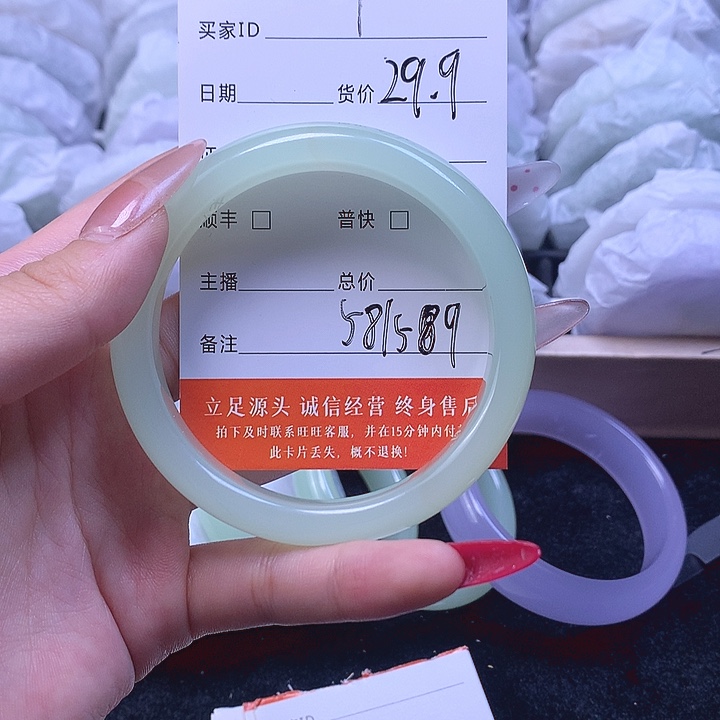 买家ID
日期 货价 29.9
顺丰 □ 普快 □
主播 总价
备注 58/589
立足源头 诚信经营 终身售后
拍下及时联系旺旺客服，并在15分钟内付
此卡片丢失，概不退换!